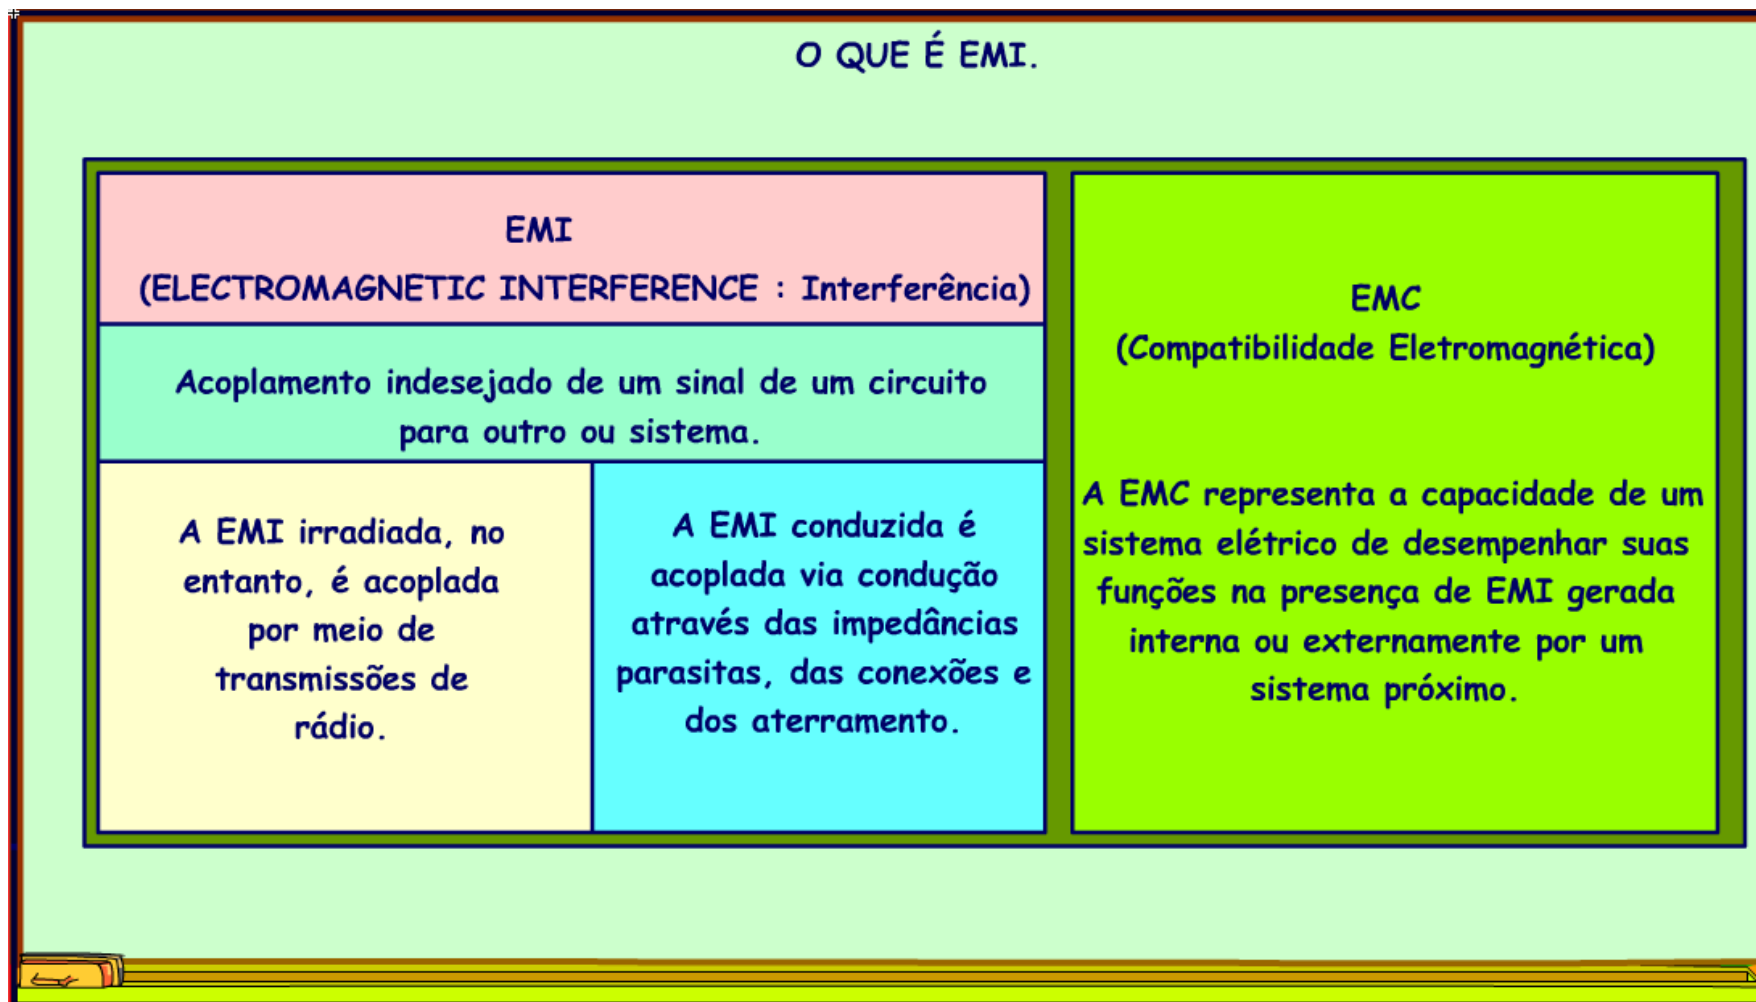 O QUE É EMI.
EMI
(ELECTROMAGNETIC INTERFERENCE : Interferência)
Acoplamento indesejado de um sinal de um circuito
para outro ou sistema.
A EMI irradiada, no
entanto, é acoplada
por meio de
transmissões de
rádio.
A EMI conduzida é
acoplada via condução
através das impedâncias
parasitas, das conexões e
dos aterramento.
EMC
(Compatibilidade Eletromagnética)
A EMC representa a capacidade de um
sistema elétrico de desempenhar suas
funções na presença de EMI gerada
interna ou externamente por um
sistema próximo.